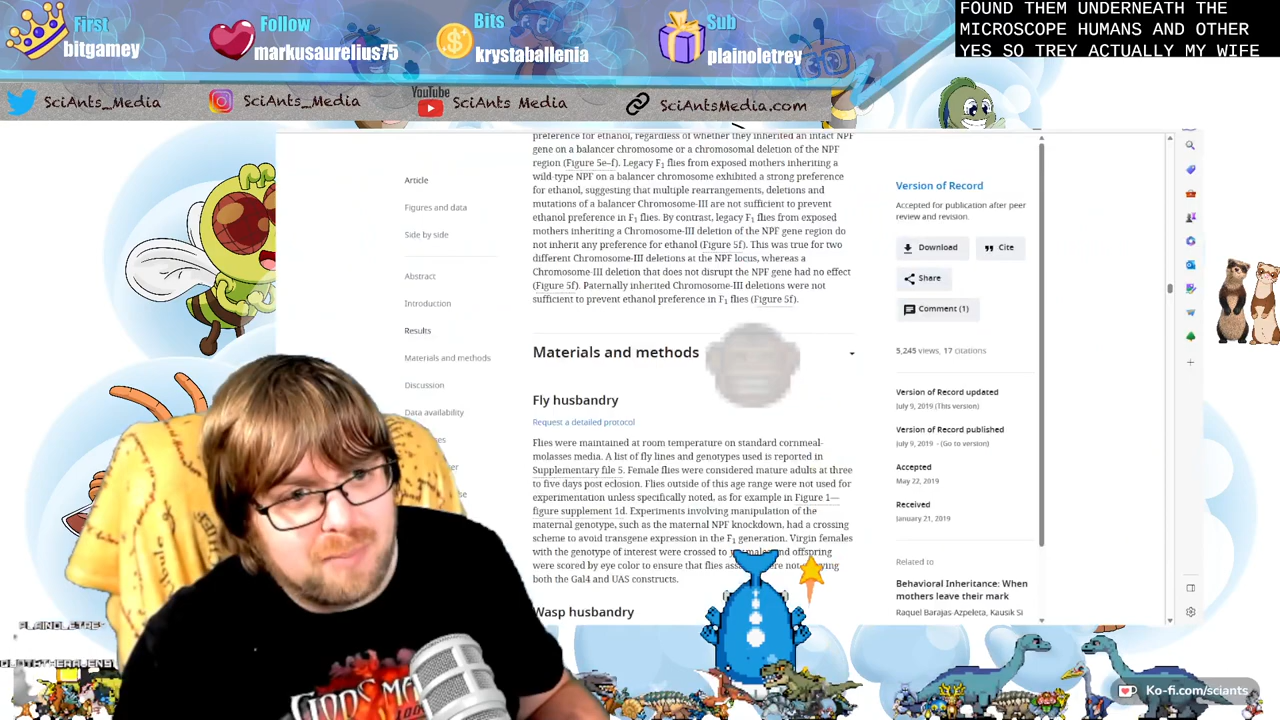 First
bitgamey
Follow
markusaurelius75
Bits
krystaballenia
Sub
plainoletrey
FOUND THEM UNDERNEATH THE
MICROSCOPE HUMANS AND OTHER
YES SO TREY ACTUALLY MY WIFE
SciAnts_Media
SciAnts_Media
YouTube
SciAnts Media
SciAntsMedia.com
Article
Figures and data
Side by side
Abstract
Introduction
Results
Materials and methods
Discussion
Data availability
preference for ethanol, regardless of whether they inherited an intact NPF
gene on a balancer chromosome or a chromosomal deletion of the NPF
region (Figure 5e–f). Legacy F1 flies from exposed mothers inheriting a
wild-type NPF on a balancer chromosome exhibited a strong preference
for ethanol, suggesting that multiple rearrangements, deletions and
mutations of a balancer Chromosome-III are not sufficient to prevent
ethanol preference in F1 flies. By contrast, legacy F1 flies from exposed
mothers inheriting a Chromosome-III deletion of the NPF gene region do
not inherit any preference for ethanol (Figure 5f). This was true for two
different Chromosome-III deletions at the NPF locus, whereas a
Chromosome-III deletion that does not disrupt the NPF gene had no effect
(Figure 5f). Paternally inherited Chromosome-III deletions were not
sufficient to prevent ethanol preference in F1 flies (Figure 5f).
Materials and methods
Fly husbandry
Request a detailed protocol
Flies were maintained at room temperature on standard cornmeal-
molasses media. A list of fly lines and genotypes used is reported in
Supplementary file 5. Female flies were considered mature adults at three
to five days post eclosion. Flies outside of this age range were not used for
experimentation unless specifically noted, as for example in Figure 1—
figure supplement 1d. Experiments involving manipulation of the
maternal genotype, such as the maternal NPF knockdown, had a crossing
scheme to avoid transgene expression in the F1 generation. Virgin females
with the genotype of interest were crossed to males and offspring
were scored by eye color to ensure that flies were not
both the Gal4 and UAS constructs.
Wasp husbandry
Version of Record
Accepted for publication after peer
review and revision.
Download
Cite
Share
Comment (1)
5,245 views, 17 citations
Version of Record updated
July 9, 2019 (This version)
Version of Record published
July 9, 2019 - (Go to version)
Accepted
May 22, 2019
Received
January 21, 2019
Related to
Behavioral Inheritance: When
mothers leave their mark
Raquel Barajas-Azpeleta, Kausik Si
Ko-fi.com/sciants